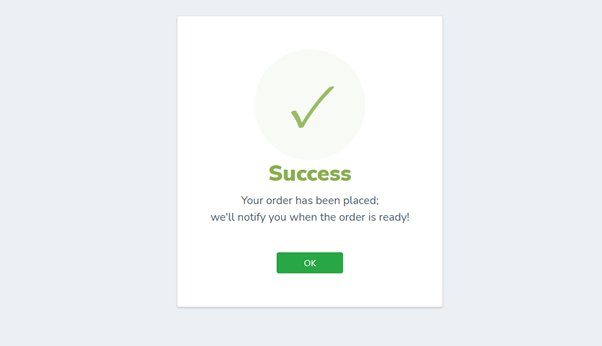 Success
Your order has been placed;
we'll notify you when the order is ready!
OK